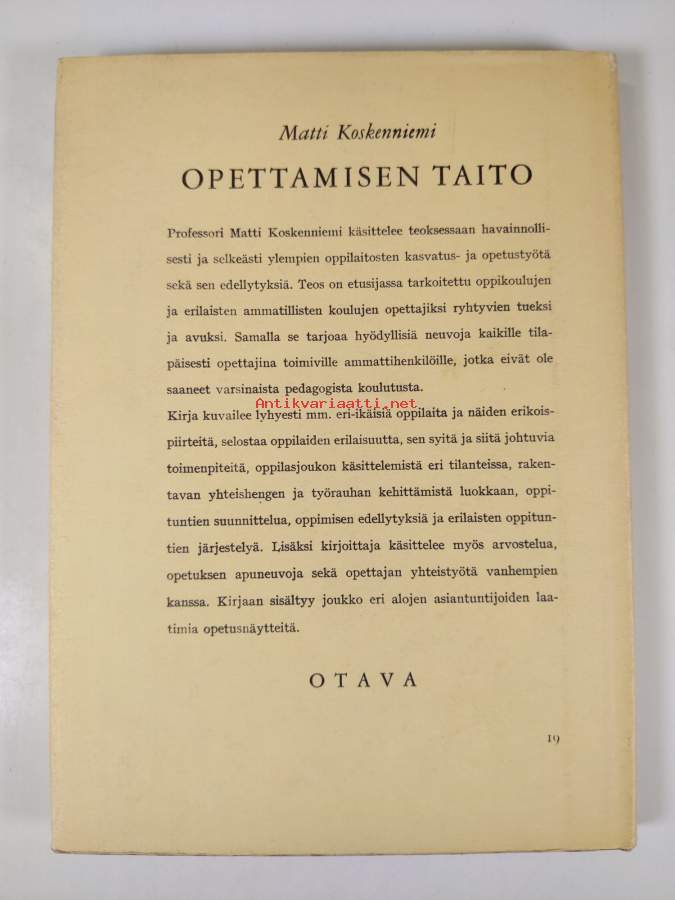 Matti Koskenniemi
OPETTAMISEN TAITO
Professori Matti Koskenniemi käsittelee teoksessaan havainnolli-
sesti ja selkeästi ylempien oppilaitosten kasvatus- ja opetustyötä
sekä sen edellytyksiä. Teos on etusijassa tarkoitettu oppikoulujen
ja erilaisten ammatillisten koulujen opettajiksi ryhtyvien tueksi
ja avuksi. Samalla se tarjoaa hyödyllisiä neuvoja kaikille tila-
päisesti opettajina toimiville ammattihenkilöille, jotka eivät ole
saaneet varsinaista pedagogista koulutusta.
Antikvariaatti.net
Kirja kuvailee lyhyesti mm. eri-ikäisiä oppilaita ja näiden erikois-
piirteitä, selostaa oppilaiden erilaisuutta, sen syitä ja siitä johtuvia
toimenpiteitä, oppilasjoukon käsittelemistä eri tilanteissa, raken-
tavan yhteishengen ja työrauhan kehittämistä luokkaan, oppi-
tuntien suunnittelua, oppimisen edellytyksiä ja erilaisten oppitun-
tien järjestelyä. Lisäksi kirjoittaja käsittelee myös arvostelua,
opetuksen apuneuvoja sekä opettajan yhteistyötä vanhempien
kanssa. Kirjaan sisältyy joukko eri alojen asiantuntijoiden laa-
timia opetusnäytteitä.
OTAVA
19